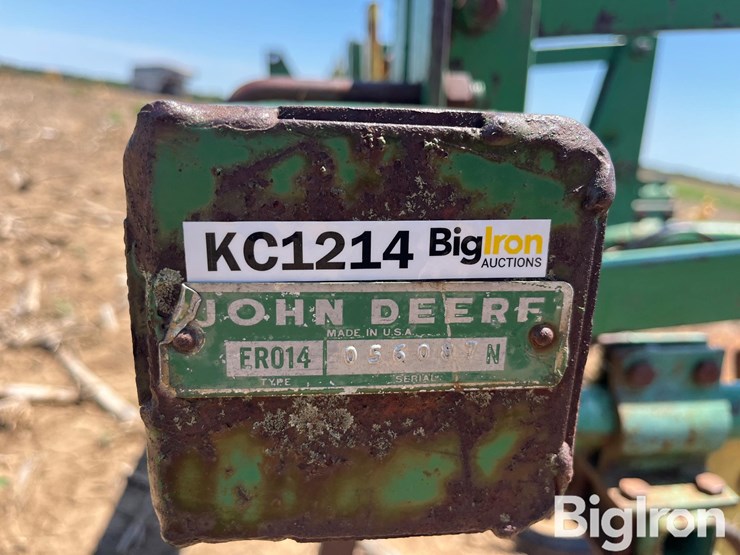 KC1214 BigIron
AUCTIONS
JOHN DEERE
MADE IN U.S.A.
ER014
TYPE SERIAL
BigIron